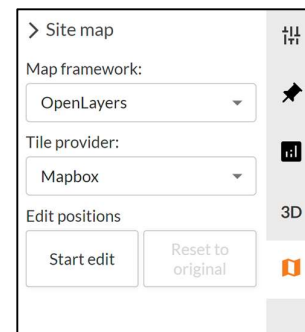 Site map
Map framework:
OpenLayers
Tile provider:
Mapbox
Edit positions
Start edit
Reset to
original
3D